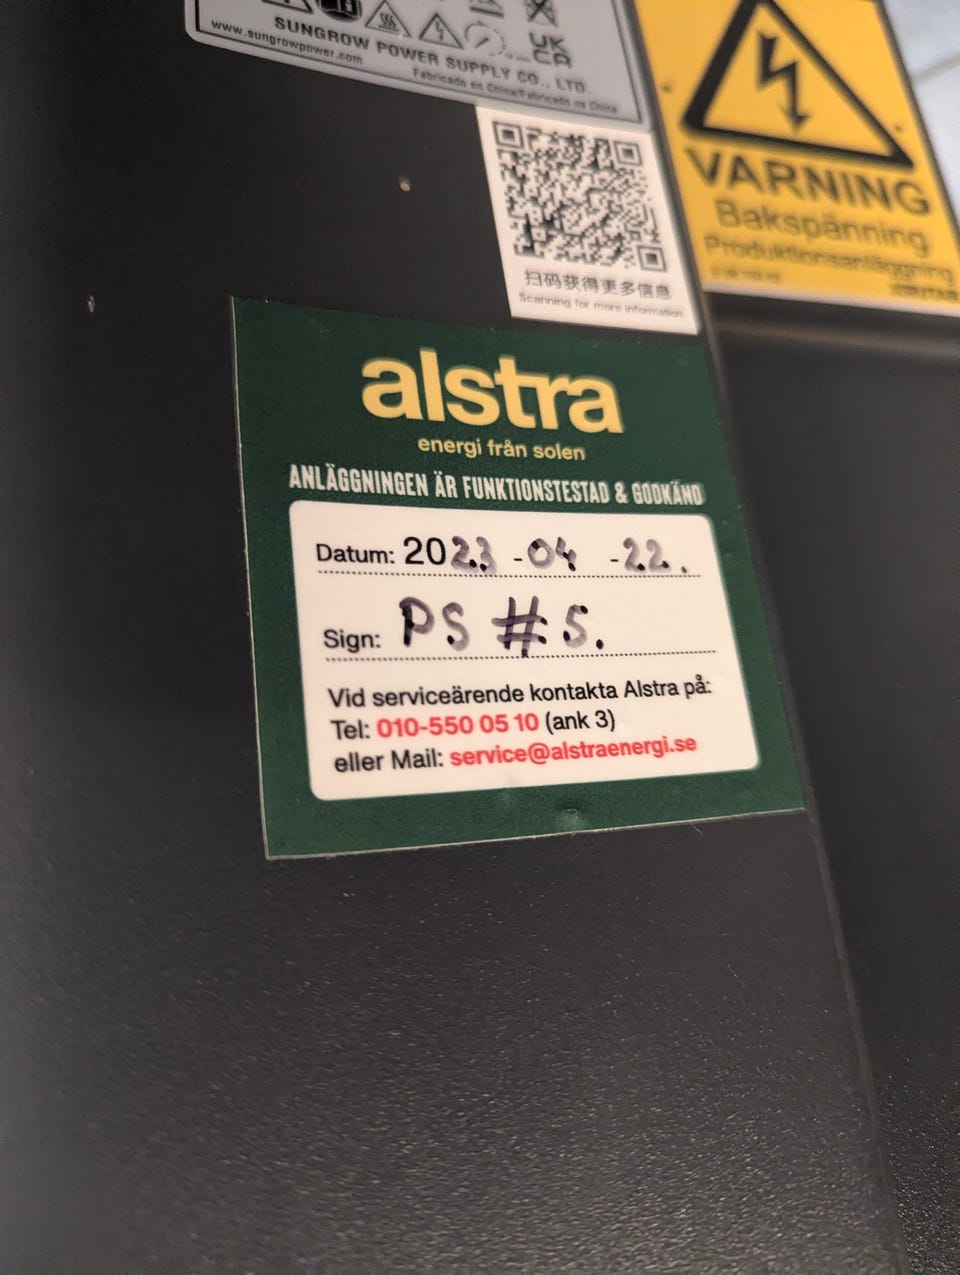 UK
CA
SUNGROW POWER SUPPLY CO., LTD.
www.sungrowpower.com
Fabricado en China/Fabricado na China
VARNING
Bakspänning
Produktionsanläggning
扫码获得更多信息
Scanning for more information
alstra
energi från solen
ANLÄGGNINGEN ÄR FUNKTIONSTESTAD & GODKÄND
Datum: 2023-04-22.
Sign: PS #5.
Vid serviceärende kontakta Alstra på:
Tel: 010-550 05 10 (ank 3)
eller Mail: service@alstraenergi.se